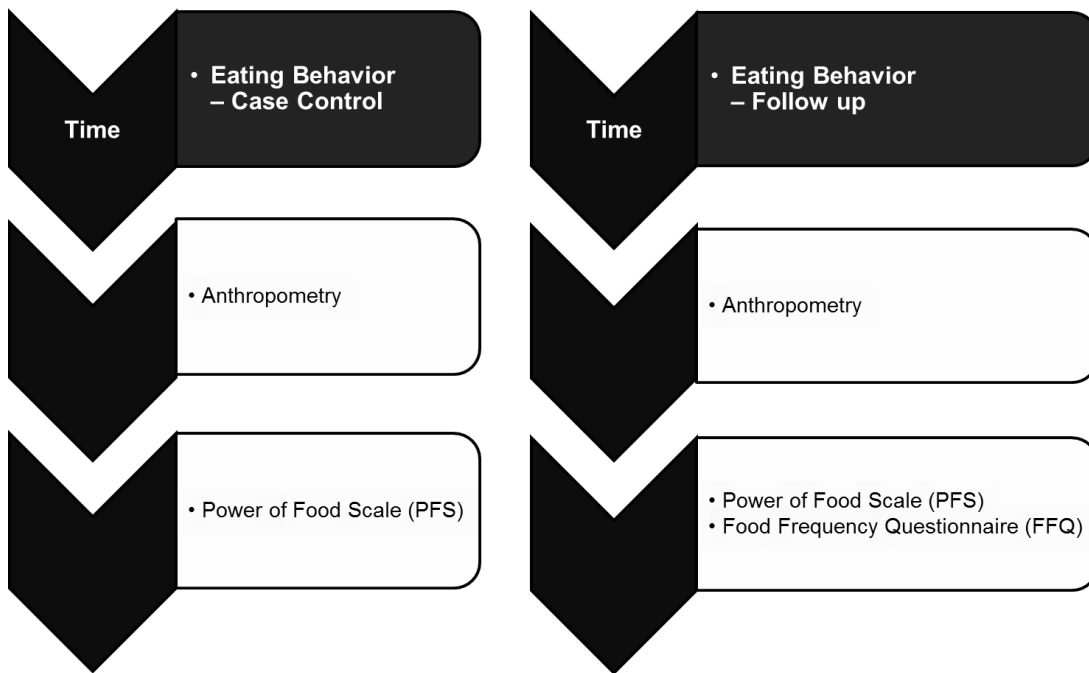 Time
• Eating Behavior
– Case Control
• Anthropometry
• Power of Food Scale (PFS)
Time
• Eating Behavior
– Follow up
• Anthropometry
• Power of Food Scale (PFS)
• Food Frequency Questionnaire (FFQ)